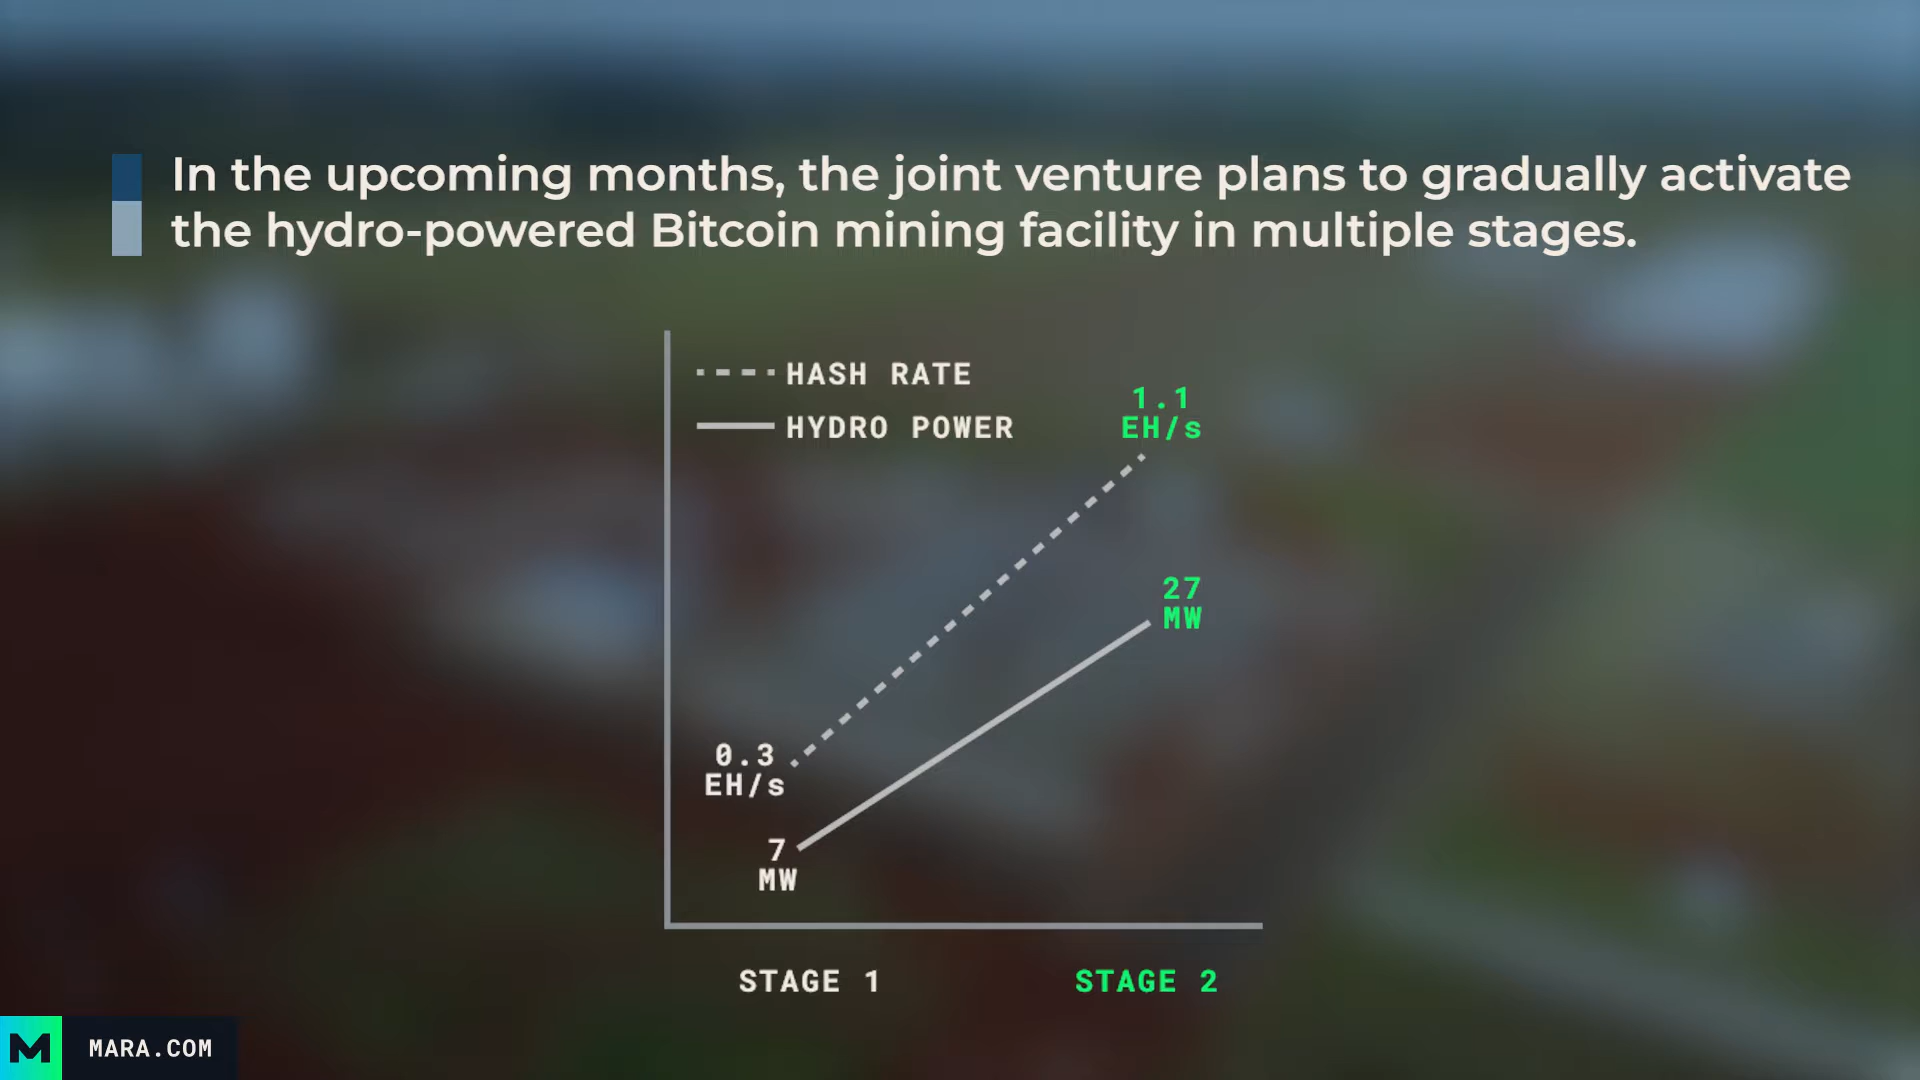 In the upcoming months, the joint venture plans to gradually activate
the hydro-powered Bitcoin mining facility in multiple stages.
HASH RATE
HYDRO POWER
1.1
EH/s
27
MW
0.3
EH/s
7
MW
STAGE 1
STAGE 2
MARA.COM